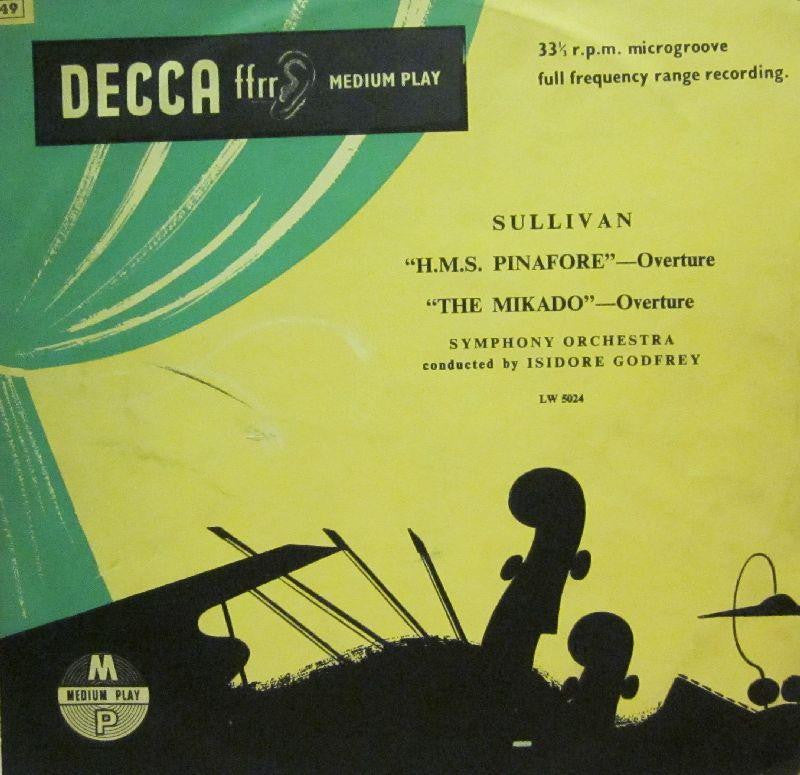 49
DECCA ffrr MEDIUM PLAY
33⅓ r.p.m. microgroove
full frequency range recording.
SULLIVAN
“H.M.S. PINAFORE”—Overture
“THE MIKADO”—Overture
SYMPHONY ORCHESTRA
conducted by ISIDORE GODFREY
LW 5024
M
MEDIUM PLAY
P